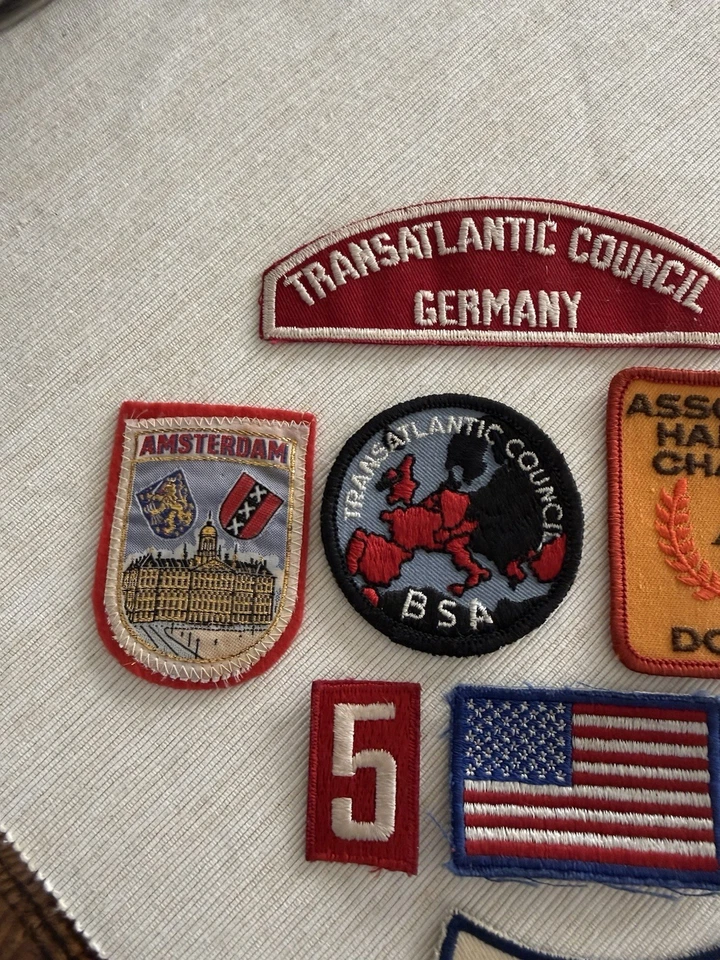 TRANSATLANTIC COUNCIL
GERMANY
AMSTERDAM
TRANSATLANTIC COUNCIL
BSA
5